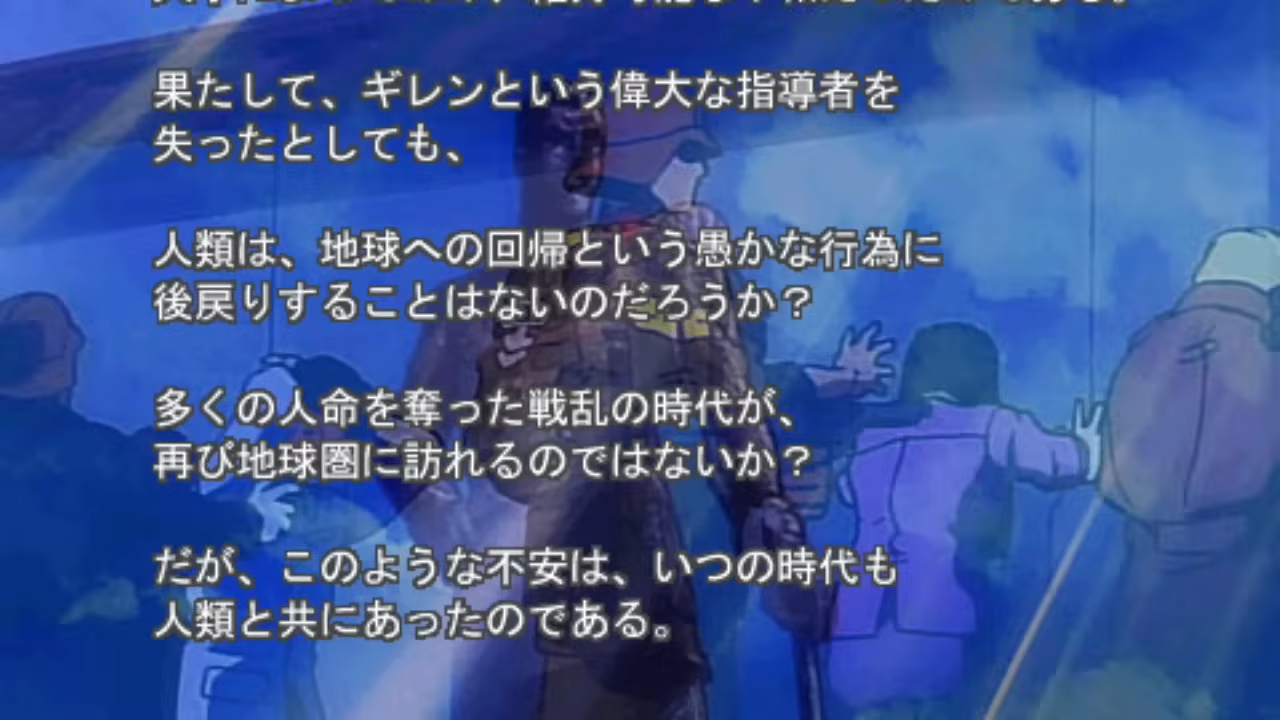 果たして、ギレンという偉大な指導者を
失ったとしても、
人類は、地球への回帰という愚かな行為に
後戻りすることはないのだろうか？
多くの人命を奪った戦乱の時代が、
再び地球圏に訪れるのではないか？
だが、このような不安は、いつの時代も
人類と共にあったのである。